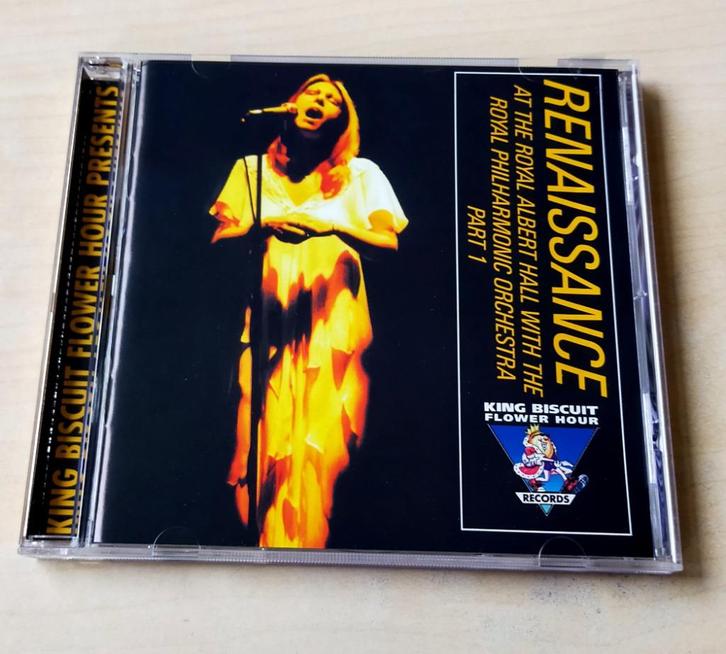 KING BISCUIT FLOWER HOUR PRESENTS
RENAISSANCE
AT THE ROYAL ALBERT HALL WITH THE
ROYAL PHILHARMONIC ORCHESTRA
PART 1
KING BISCUIT
FLOWER HOUR
RECORDS